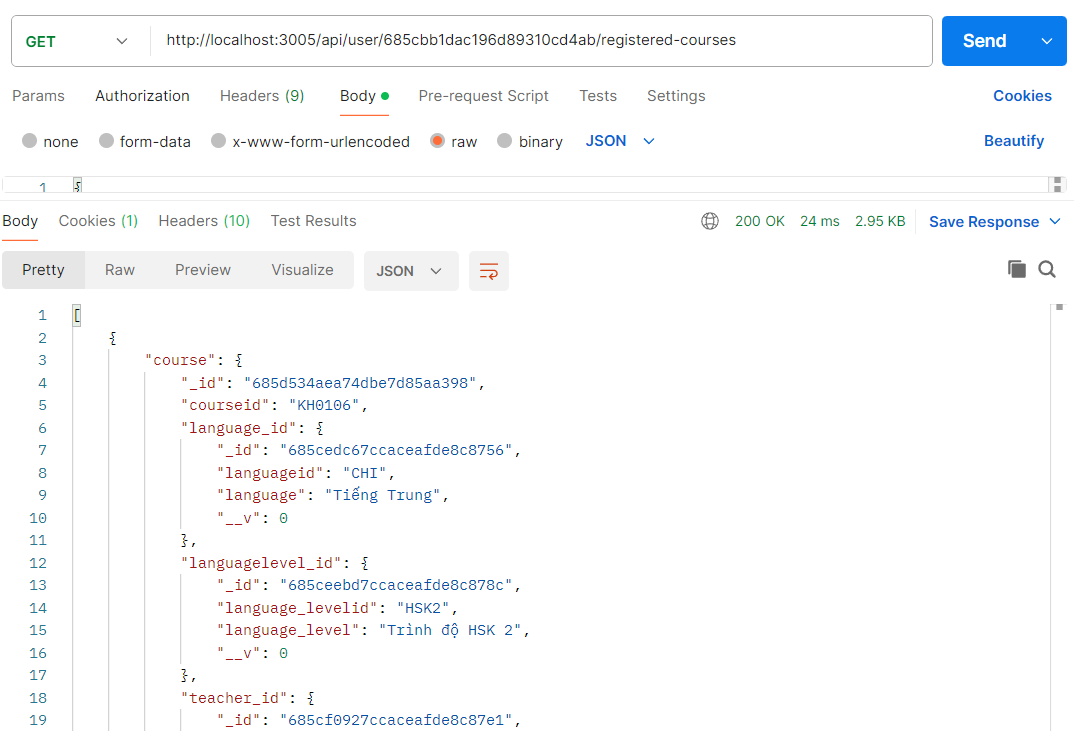 GET http://localhost:3005/api/user/685cbb1dac196d89310cd4ab/registered-courses Send
Params Authorization Headers (9) Body Pre-request Script Tests Settings Cookies
none form-data x-www-form-urlencoded raw binary JSON Beautify
1 {
Body Cookies (1) Headers (10) Test Results 200 OK 24 ms 2.95 KB Save Response
Pretty Raw Preview Visualize JSON
1 [
2 {
3 "course": {
4 "_id": "685d534aea74dbe7d85aa398",
5 "courseid": "KH0106",
6 "language_id": {
7 "_id": "685cedc67ccaceafde8c8756",
8 "languageid": "CHI",
9 "language": "Tiếng Trung",
10 "__v": 0
11 },
12 "languagelevel_id": {
13 "_id": "685ceebd7ccaceafde8c878c",
14 "language_levelid": "HSK2",
15 "language_level": "Trình độ HSK 2",
16 "__v": 0
17 },
18 "teacher_id": {
19 "_id": "685cf0927ccaceafde8c87e1",